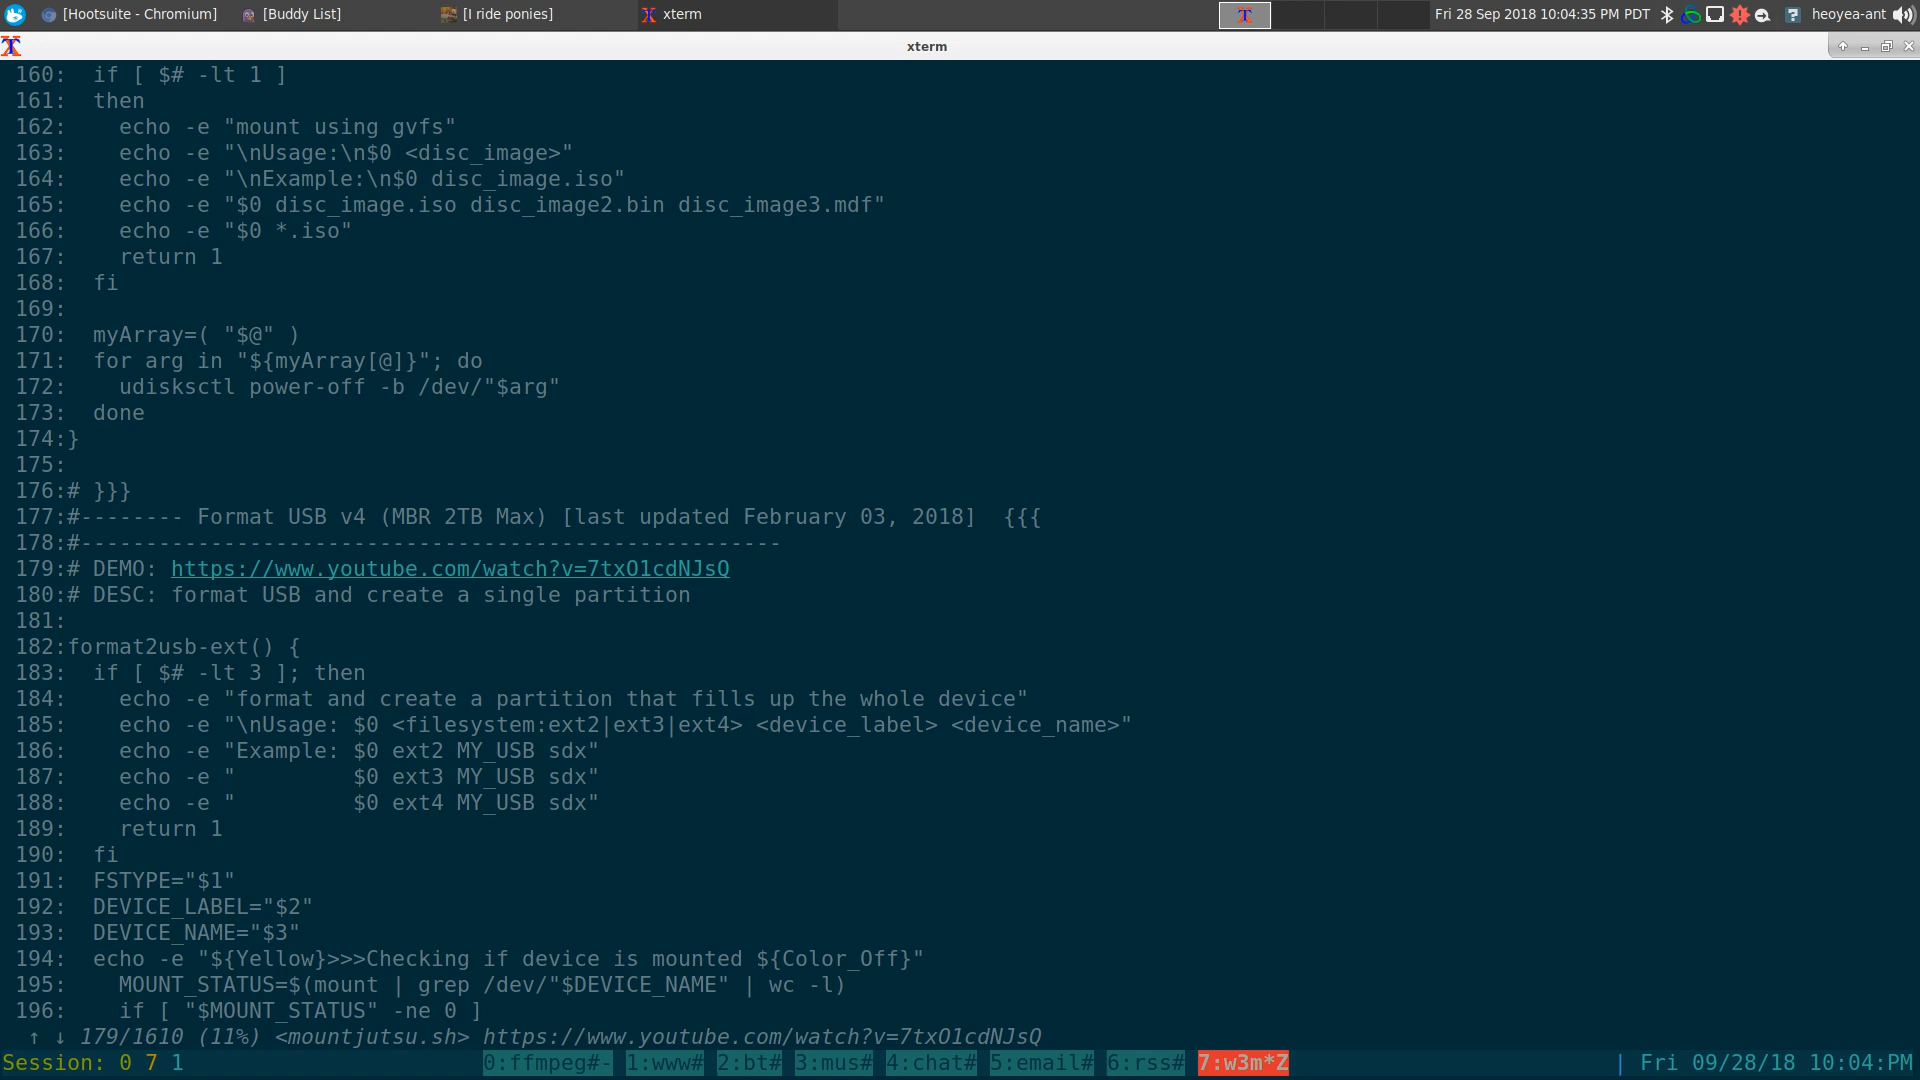 [Hootsuite - Chromium] [Buddy List] [I ride ponies] xterm Fri 28 Sep 2018 10:04:35 PM PDT heoyea-ant
xterm
160:  if [ $# -lt 1 ]
161:  then
162:    echo -e "mount using gvfs"
163:    echo -e "\nUsage:\n$0 <disc_image>"
164:    echo -e "\nExample:\n$0 disc_image.iso"
165:    echo -e "$0 disc_image.iso disc_image2.bin disc_image3.mdf"
166:    echo -e "$0 *.iso"
167:    return 1
168:  fi
169:
170:  myArray=( "$@" )
171:  for arg in "${myArray[@]}"; do
172:    udisksctl power-off -b /dev/"$arg"
173:  done
174:}
175:
176:# }}}
177:#-------- Format USB v4 (MBR 2TB Max) [last updated February 03, 2018]  {{{
178:#------------------------------------------------------
179:# DEMO: https://www.youtube.com/watch?v=7txO1cdNJsQ
180:# DESC: format USB and create a single partition
181:
182:format2usb-ext() {
183:  if [ $# -lt 3 ]; then
184:    echo -e "format and create a partition that fills up the whole device"
185:    echo -e "\nUsage: $0 <filesystem:ext2|ext3|ext4> <device_label> <device_name>"
186:    echo -e "Example: $0 ext2 MY_USB sdx"
187:    echo -e "         $0 ext3 MY_USB sdx"
188:    echo -e "         $0 ext4 MY_USB sdx"
189:    return 1
190:  fi
191:  FSTYPE="$1"
192:  DEVICE_LABEL="$2"
193:  DEVICE_NAME="$3"
194:  echo -e "${Yellow}>>>Checking if device is mounted ${Color_Off}"
195:    MOUNT_STATUS=$(mount | grep /dev/"$DEVICE_NAME" | wc -l)
196:    if [ "$MOUNT_STATUS" -ne 0 ]
↑ ↓ 179/1610 (11%) <mountjutsu.sh> https://www.youtube.com/watch?v=7txO1cdNJsQ
Session: 0 7 1 0:ffmpeg#- 1:www# 2:bt# 3:mus# 4:chat# 5:email# 6:rss# 7:w3m*Z | Fri 09/28/18 10:04:PM